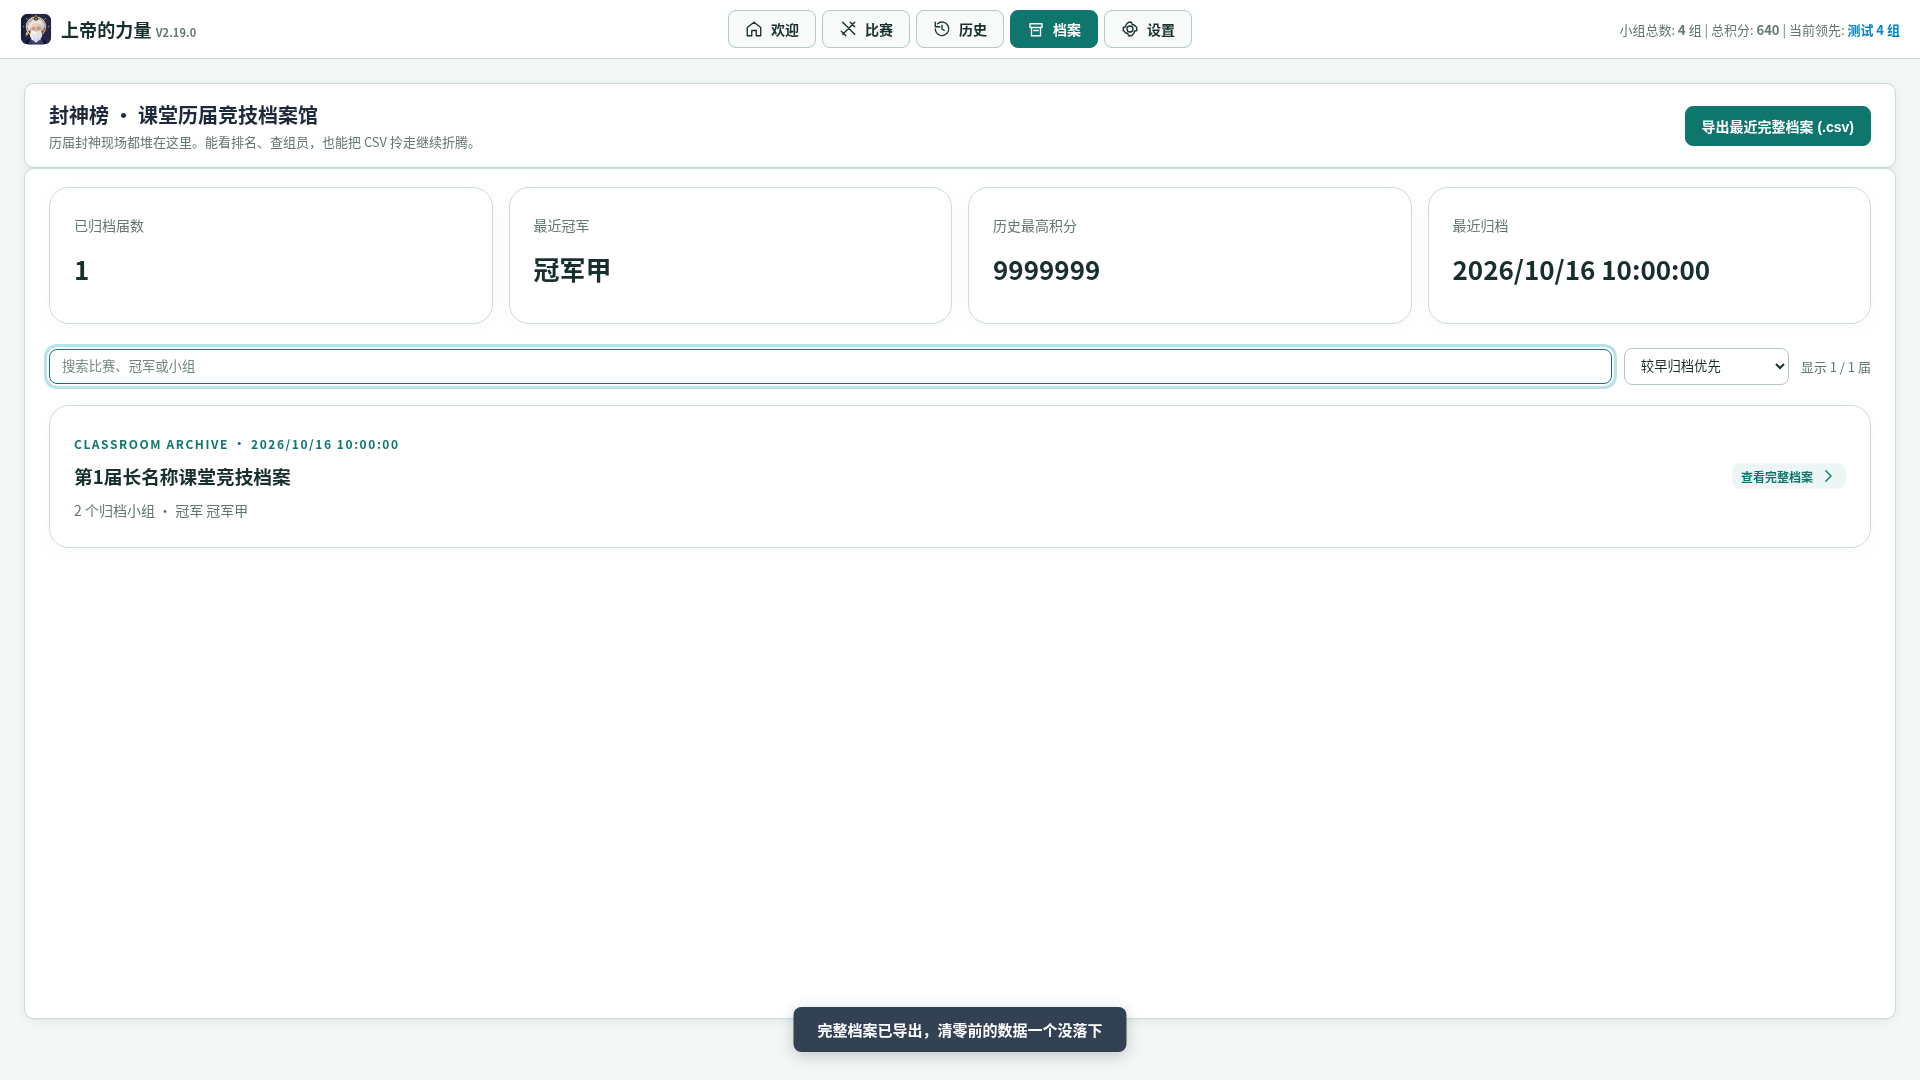 上帝的力量 V2.19.0
欢迎
比赛
历史
档案
设置
小组总数: 4 组 | 总积分: 640 | 当前领先: 测试 4 组
封神榜 · 课堂历届竞技档案馆
历届封神现场都堆在这里。能看排名、查组员，也能把 CSV 拎走继续折腾。
导出最近完整档案 (.csv)
已归档届数
1
最近冠军
冠军甲
历史最高积分
9999999
最近归档
2026/10/16 10:00:00
搜索比赛、冠军或小组
较早归档优先
显示 1 / 1 届
CLASSROOM ARCHIVE · 2026/10/16 10:00:00
第1届长名称课堂竞技档案
2 个归档小组 · 冠军 冠军甲
查看完整档案
完整档案已导出，清零前的数据一个没落下